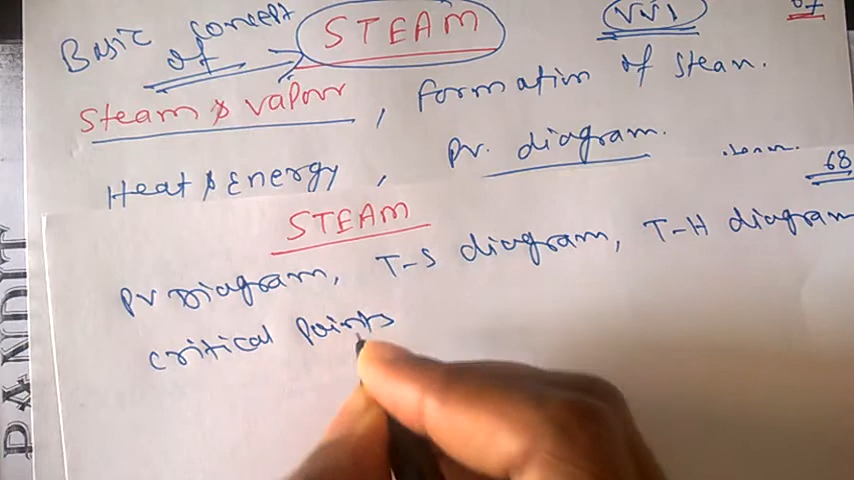 Basic concept of STEAM VVI
Steam & Vapour, Formation of Steam.
Heat & Energy, PV. diagram.
68
STEAM
PV Diagram, T-S diagram, T-H diagram
Critical Points
PANDIT